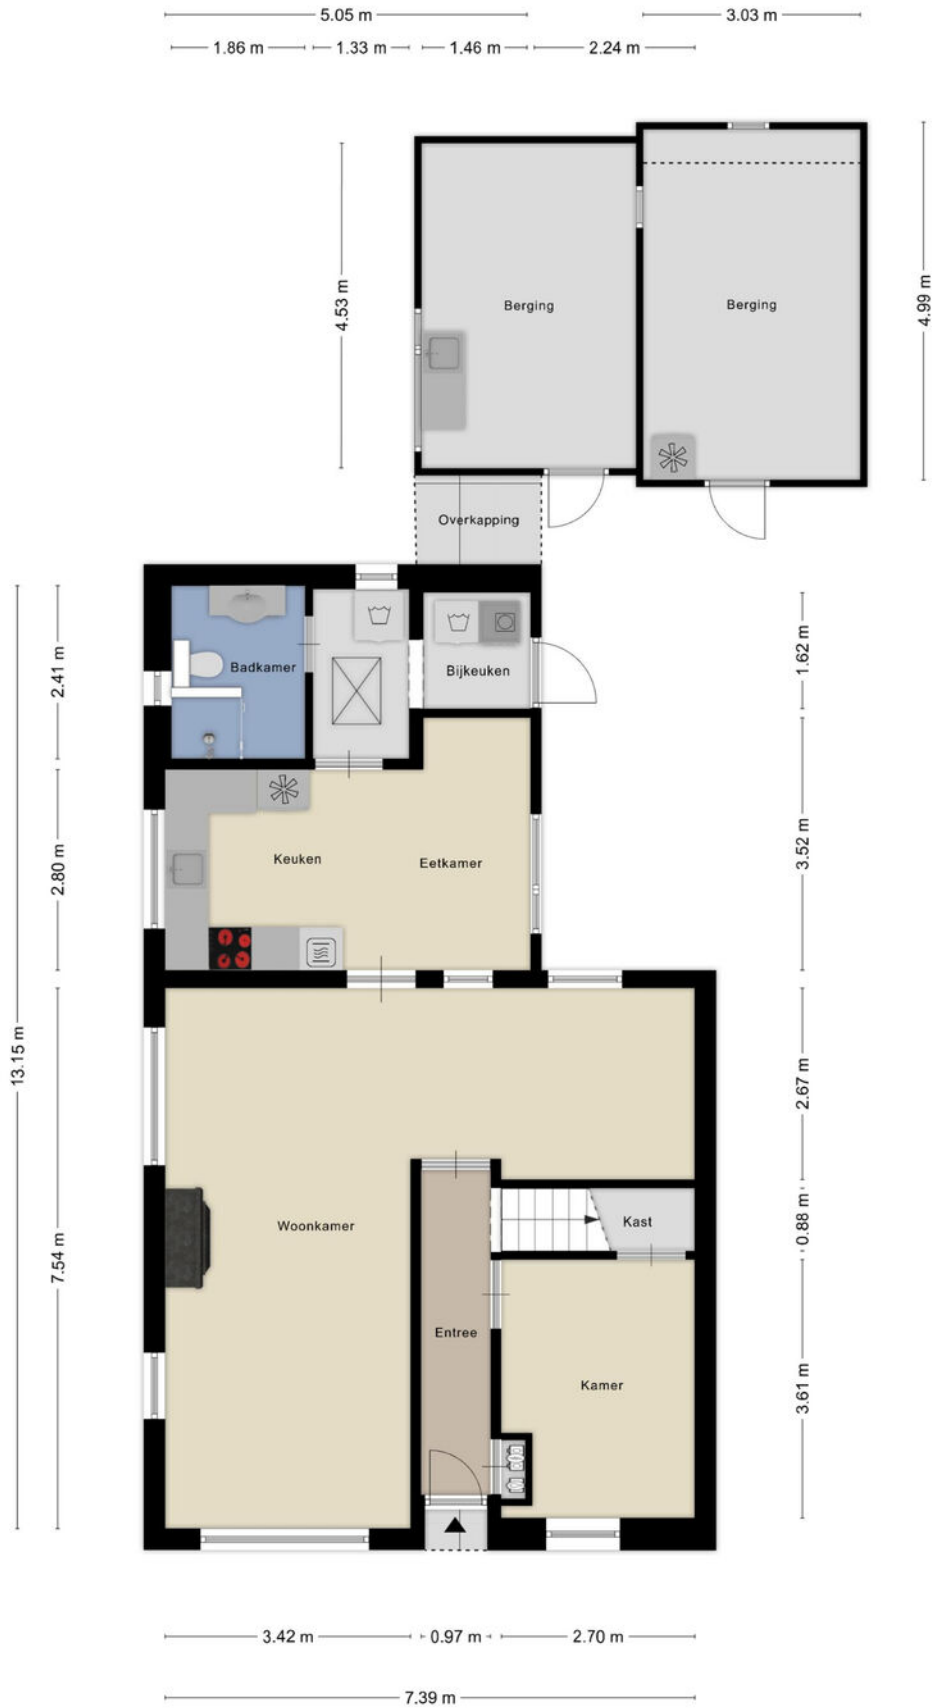 5.05 m
3.03 m
1.86 m
1.33 m
1.46 m
2.24 m
4.53 m
4.99 m
Berging
Berging
Overkapping
2.41 m
1.62 m
Badkamer
Bijkeuken
2.80 m
3.52 m
Keuken
Eetkamer
13.15 m
2.67 m
7.54 m
0.88 m
Woonkamer
Kast
Entree
3.61 m
Kamer
3.42 m
0.97 m
2.70 m
7.39 m